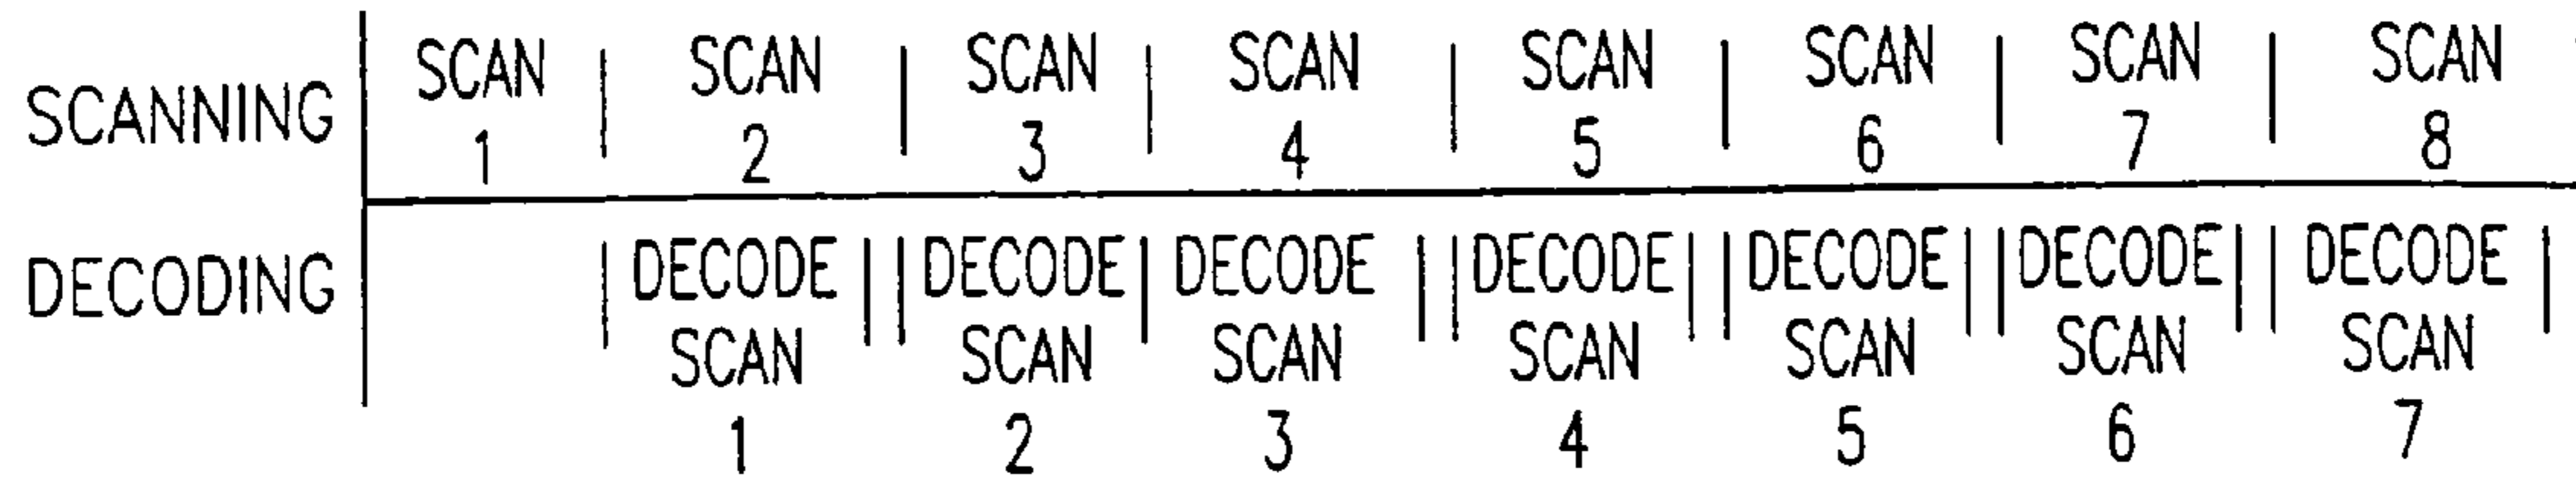 SCANNING SCAN SCAN SCAN SCAN SCAN SCAN SCAN SCAN
1 2 3 4 5 6 7 8
DECODING DECODE DECODE DECODE DECODE DECODE DECODE DECODE
SCAN SCAN SCAN SCAN SCAN SCAN SCAN
1 2 3 4 5 6 7